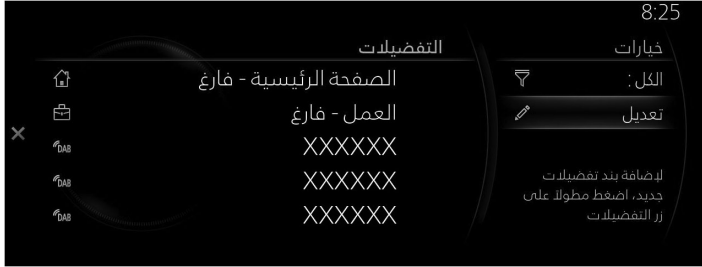 8:25
خيارات
الكل:
تعديل
لإضافة بند تفضيلات
جديد، اضغط مطولاً على
زر التفضيلات
التفضيلات
الصفحة الرئيسية - فارغ
العمل - فارغ
XXXXXX
DAB
XXXXXX
DAB
XXXXXX
DAB